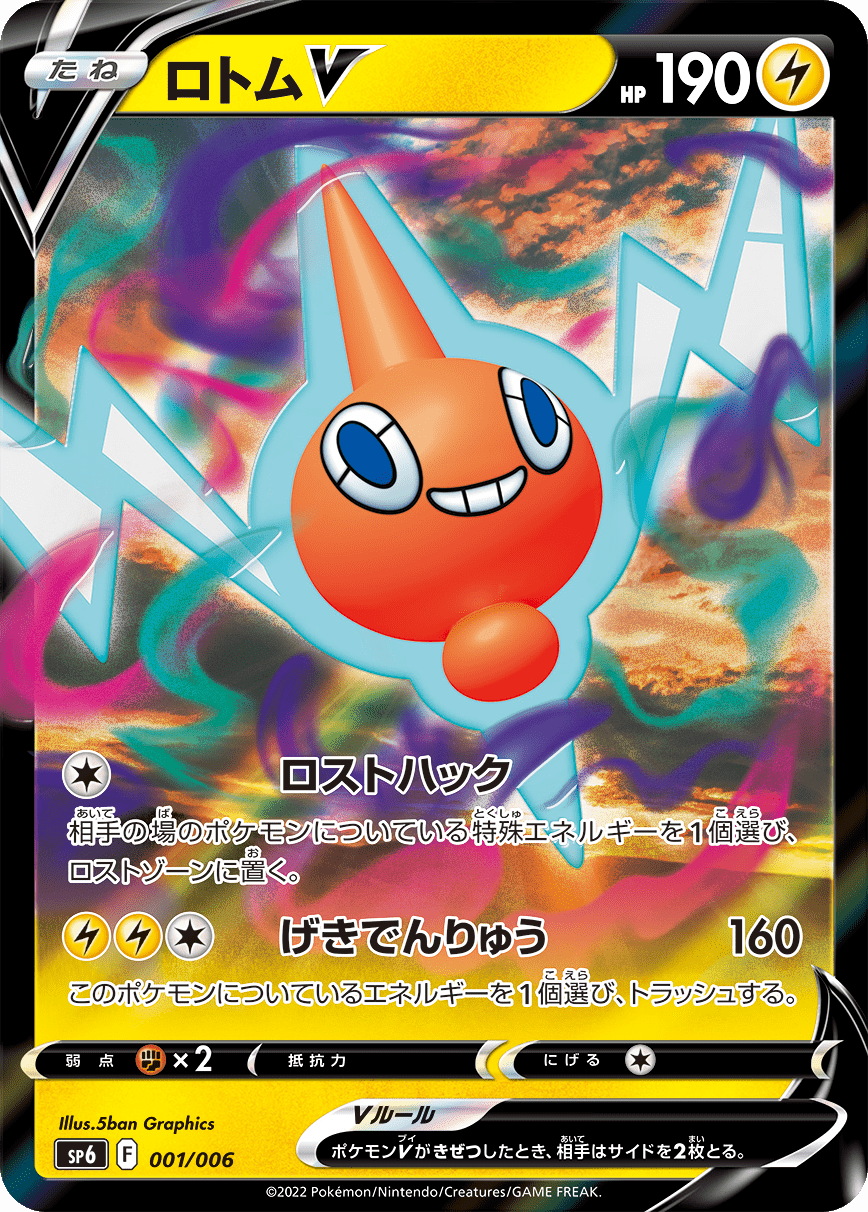 たね ロトムV HP 190
ロストハック
相手の場のポケモンについている特殊エネルギーを1個選び、
ロストゾーンに置く。
げきでんりゅう 160
このポケモンについているエネルギーを1個選び、トラッシュする。
弱点 ×2 抵抗力 にげる
Illus.5ban Graphics
Vルール
ポケモンVがきぜつしたとき、相手はサイドを2枚とる。
SP6 F 001/006
©2022 Pokémon/Nintendo/Creatures/GAME FREAK.